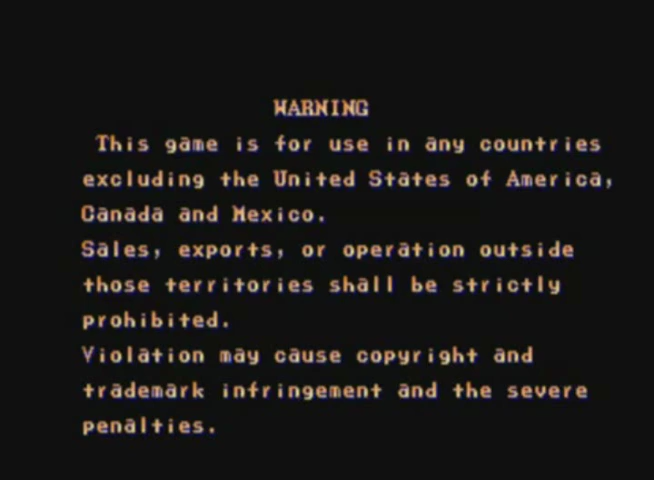 WARNING
This game is for use in any countries
excluding the United States of America,
Canada and Mexico.
Sales, exports, or operation outside
those territories shall be strictly
prohibited.
Violation may cause copyright and
trademark infringement and the severe
penalties.